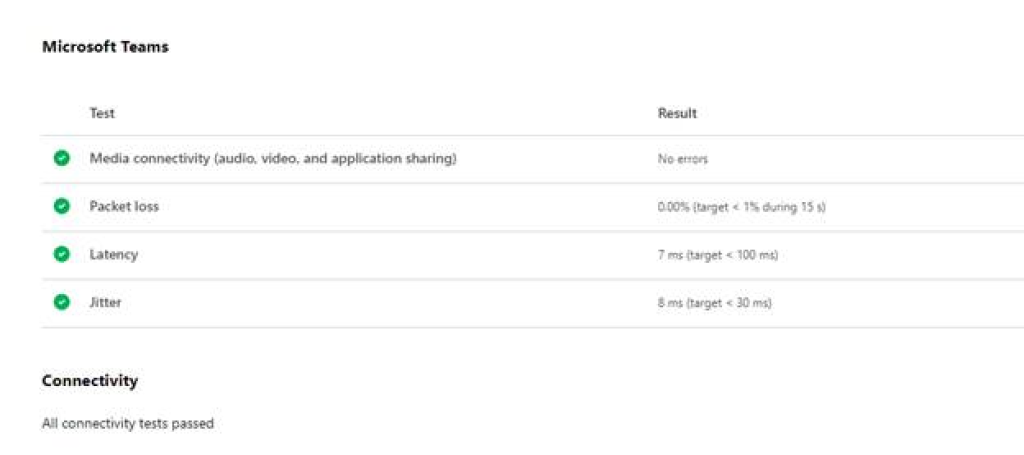 Microsoft Teams
Test Result
Media connectivity (audio, video, and application sharing) No errors
Packet loss 0.00% (target < 1% during 15 s)
Latency 7 ms (target < 100 ms)
Jitter 8 ms (target < 30 ms)
Connectivity
All connectivity tests passed